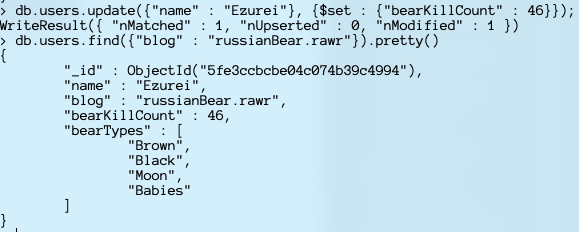 > db.users.update({"name" : "Ezurei"}, {$set : {"bearKillCount" : 46}});
WriteResult({ "nMatched" : 1, "nUpserted" : 0, "nModified" : 1 })
> db.users.find({"blog" : "russianBear.rawr"}).pretty()
{
        "_id" : ObjectId("5fe3ccbcbe04c074b39c4994"),
        "name" : "Ezurei",
        "blog" : "russianBear.rawr",
        "bearKillCount" : 46,
        "bearTypes" : [
                "Brown",
                "Black",
                "Moon",
                "Babies"
        ]
}